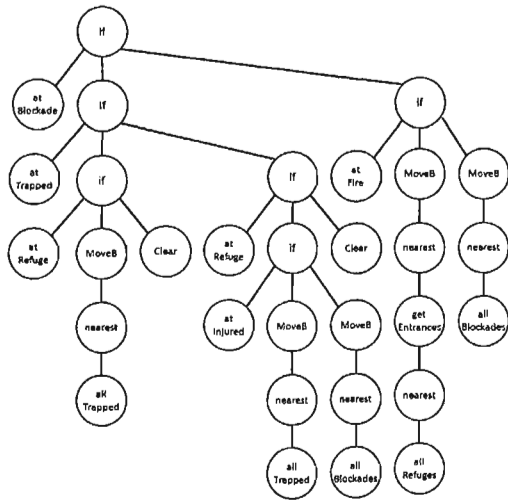 If
at
Blockade
If
if
at
Trapped
if
If
at
Fire
MoveB
MoveB
at
Refuge
MoveB
Clear
at
Refuge
if
Clear
nearest
nearest
nearest
at
Injured
MoveB
MoveB
get
Entrances
all
Blockades
all
Trapped
nearest
nearest
nearest
all
Trapped
all
Blockades
all
Refuges